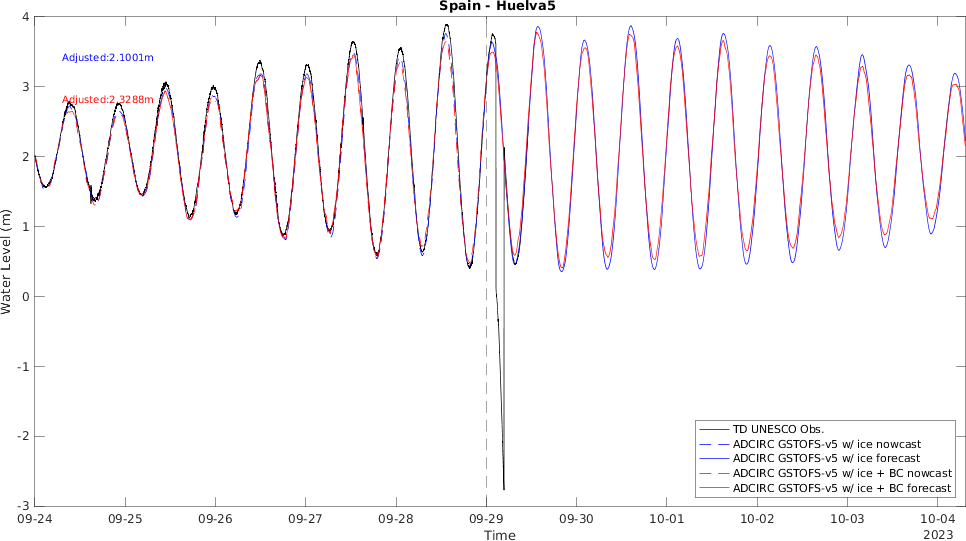 Spain - Huelva5
Adjusted:2.1001m
Adjusted:2.3288m
Water Level (m)
4
3
2
1
0
-1
-2
-3
09-24
09-25
09-26
09-27
09-28
09-29
09-30
10-01
10-02
10-03
10-04
2023
Time
TD UNESCO Obs.
ADCIRC GSTOFS-v5 w/ ice nowcast
ADCIRC GSTOFS-v5 w/ ice forecast
ADCIRC GSTOFS-v5 w/ ice + BC nowcast
ADCIRC GSTOFS-v5 w/ ice + BC forecast